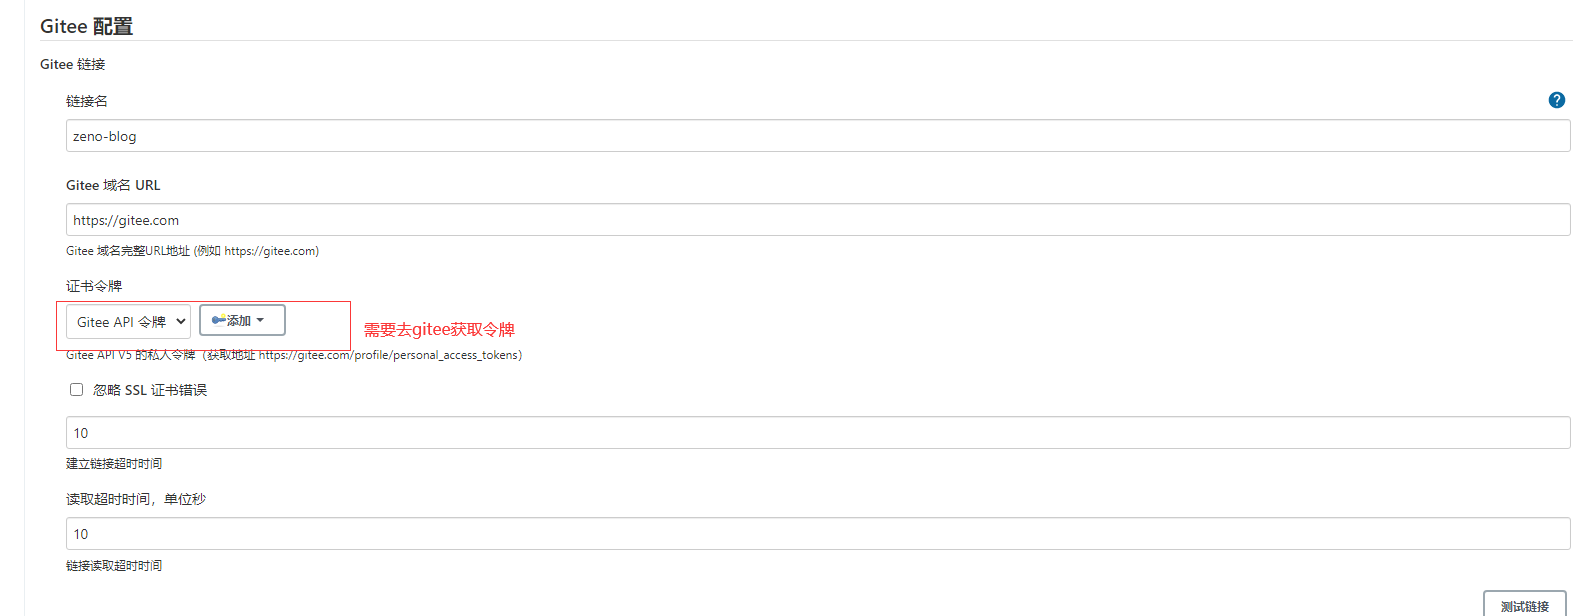 Gitee 配置
Gitee 链接
链接名
zeno-blog
Gitee 域名 URL
https://gitee.com
Gitee 域名完整URL地址 (例如 https://gitee.com)
证书令牌
Gitee API 令牌 添加 需要去gitee获取令牌
Gitee API V5 的私人令牌（获取地址 https://gitee.com/profile/personal_access_tokens）
忽略 SSL 证书错误
10
建立链接超时时间
读取超时时间，单位秒
10
链接读取超时时间
测试链接